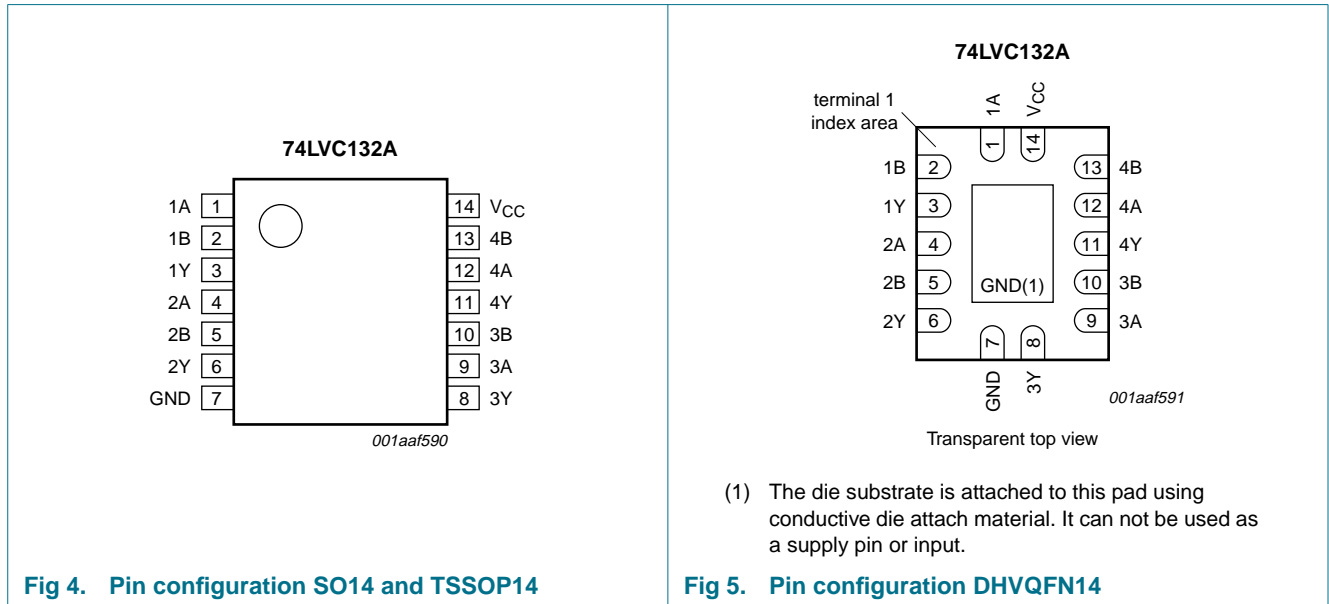 74LVC132A
1A 1 14 VCC
1B 2 13 4B
1Y 3 12 4A
2A 4 11 4Y
2B 5 10 3B
2Y 6 9 3A
GND 7 8 3Y
001aaf590
Fig 4. Pin configuration SO14 and TSSOP14
74LVC132A
terminal 1
index area
1A VCC
1 14
1B 2 13 4B
1Y 3 12 4A
2A 4 11 4Y
2B 5 GND(1) 10 3B
2Y 6 9 3A
7 8
GND 3Y
001aaf591
Transparent top view
(1) The die substrate is attached to this pad using
conductive die attach material. It can not be used as
a supply pin or input.
Fig 5. Pin configuration DHVQFN14